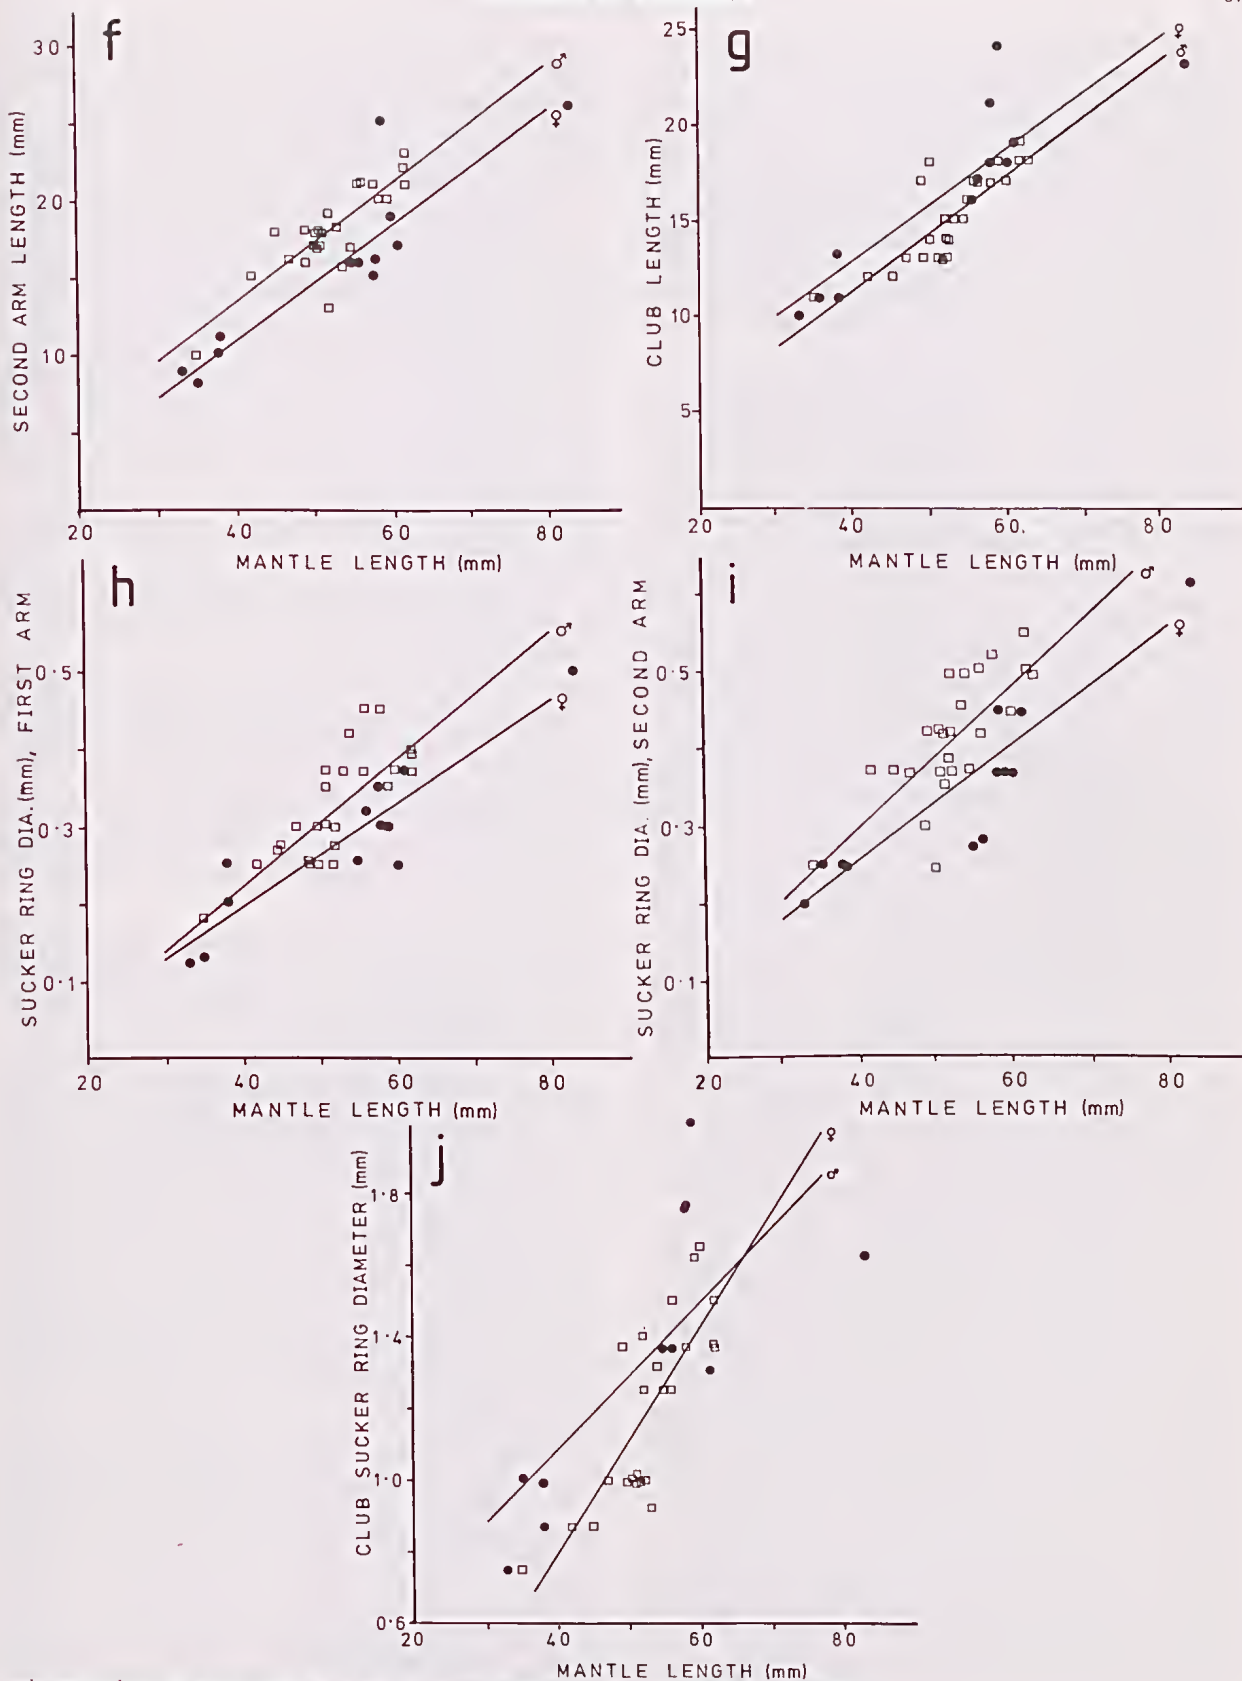 f
30
20
10
SECOND ARM LENGTH (mm)
♂
♀
20 40 60 80
MANTLE LENGTH (mm)
g
25
20
15
10
5
CLUB LENGTH (mm)
♀
♂
20 40 60. 80
MANTLE LENGTH (mm)
h
0·5
0·3
0·1
SUCKER RING DIA.(mm), FIRST ARM
♂
♀
20 40 60 80
MANTLE LENGTH (mm)
i
0·5
0·3
0·1
SUCKER RING DIA. (mm), SECOND ARM
♂
♀
20 40 60 80
MANTLE LENGTH (mm)
j
1·8
1·4
1·0
0·6
CLUB SUCKER RING DIAMETER (mm)
♀
♂
20 40 60 80
MANTLE LENGTH (mm)